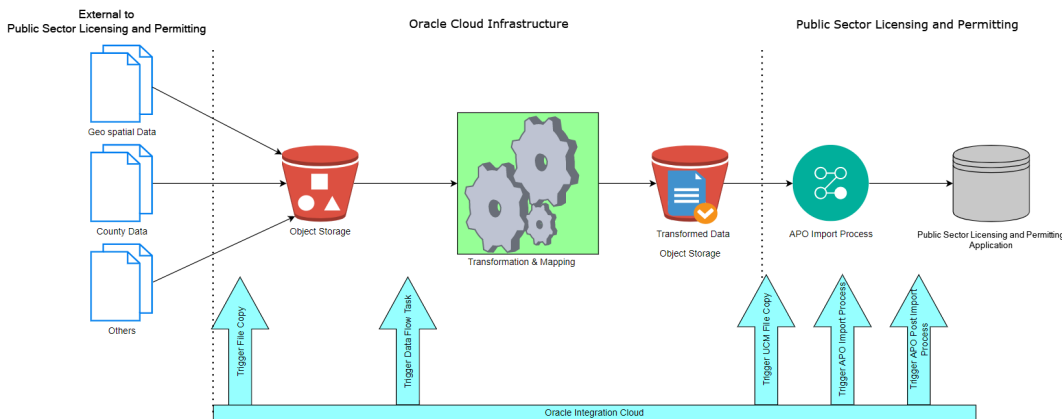 External to
Public Sector Licensing and Permitting
Oracle Cloud Infrastructure
Public Sector Licensing and Permitting
Geo spatial Data
County Data
Others
Object Storage
Transformation & Mapping
Transformed Data
Object Storage
APO Import Process
Public Sector Licensing and Permitting
Application
Trigger File Copy
Trigger Data Flow Task
Trigger UCM File Copy
Trigger APO Import Process
Trigger APO Post Import
Process
Oracle Integration Cloud